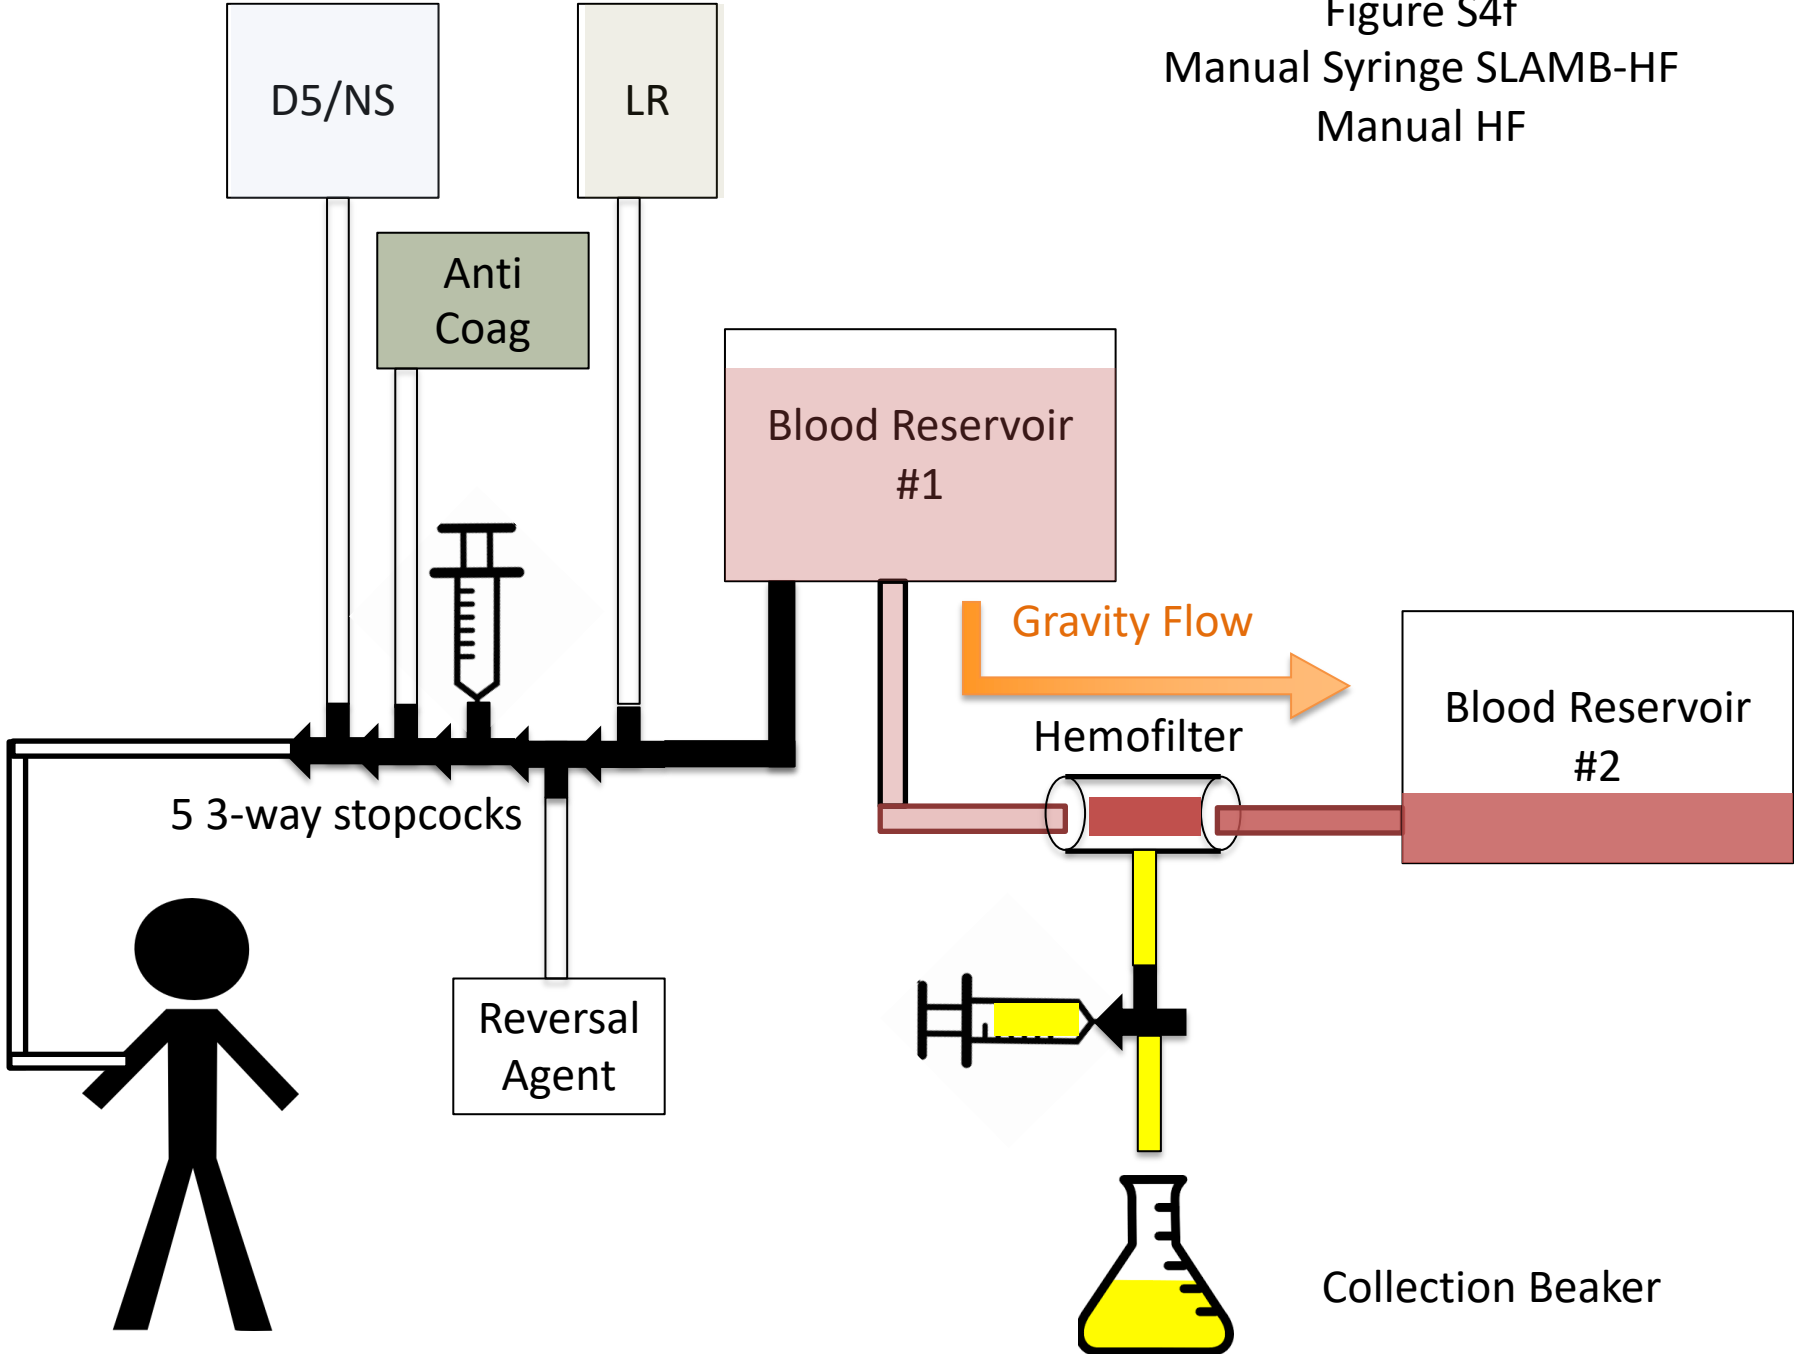 Figure S4f
Manual Syringe SLAMB-HF
Manual HF
D5/NS
LR
Anti
Coag
Blood Reservoir
#1
Gravity Flow
Hemofilter
Blood Reservoir
#2
5 3-way stopcocks
Reversal
Agent
Collection Beaker